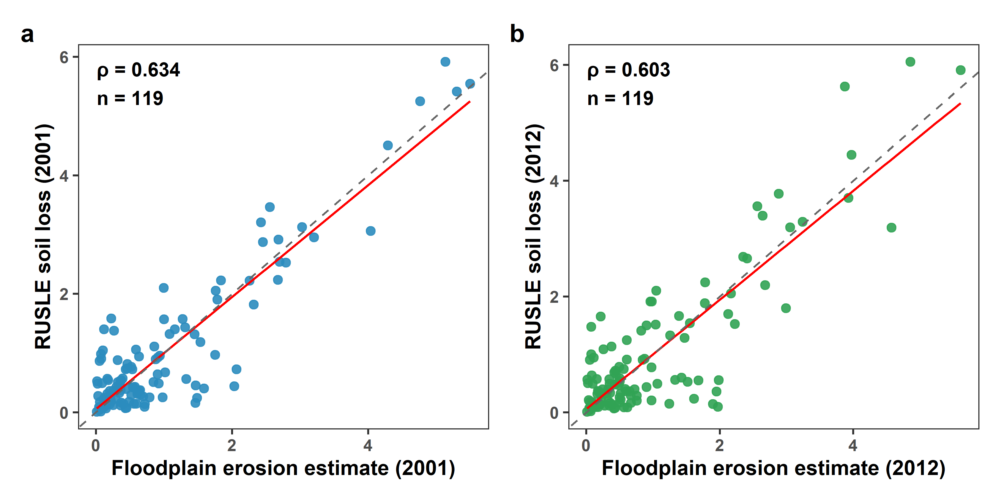 a
ρ = 0.634
n = 119
RUSLE soil loss (2001)
6
4
2
0
0 2 4
Floodplain erosion estimate (2001)
b
ρ = 0.603
n = 119
RUSLE soil loss (2012)
6
4
2
0
0 2 4
Floodplain erosion estimate (2012)